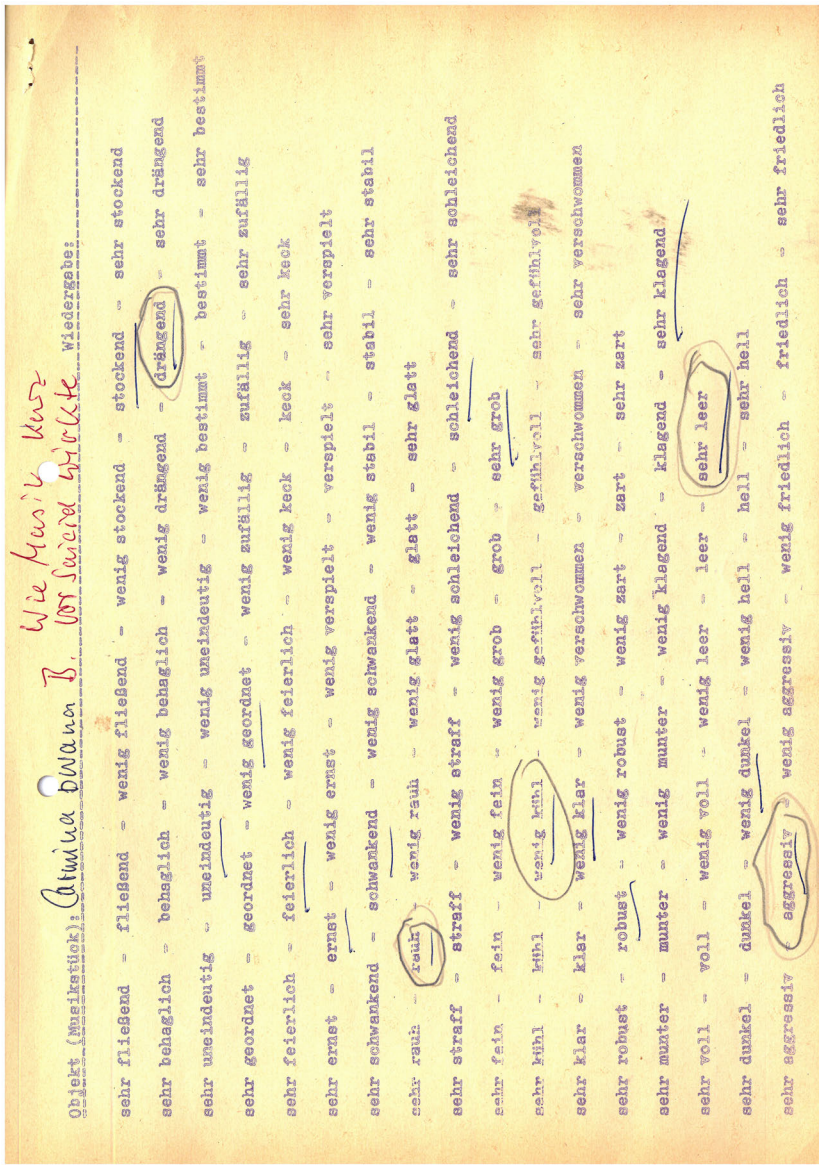 Wie Musik kurz
Objekt (Musikstück): Carmina burana B. vor Suicid wirkte Wiedergabe:
sehr fließend - fließend - wenig fließend - wenig stockend - stockend - sehr stockend
sehr behaglich - behaglich - wenig behaglich - wenig drängend - drängend - sehr drängend
sehr uneindeutig - uneindeutig - wenig uneindeutig - wenig bestimmt - bestimmt - sehr bestimmt
sehr geordnet - geordnet - wenig geordnet - wenig zufällig - zufällig - sehr zufällig
sehr feierlich - feierlich - wenig feierlich - wenig keck - keck - sehr keck
sehr ernst - ernst - wenig ernst - wenig verspielt - verspielt - sehr verspielt
sehr schwankend - schwankend - wenig schwankend - wenig stabil - stabil - sehr stabil
sehr rauh - rauh - wenig rauh - wenig glatt - glatt - sehr glatt
sehr straff - straff - wenig straff - wenig schleichend - schleichend - sehr schleichend
sehr fein - fein - wenig fein - wenig grob - grob - sehr grob
sehr kühl - kühl - wenig kühl - wenig gefühlvoll - gefühlvoll - sehr gefühlvoll
sehr klar - klar - wenig klar - wenig verschwommen - verschwommen - sehr verschwommen
sehr robust - robust - wenig robust - wenig zart - zart - sehr zart
sehr munter - munter - wenig munter - wenig klagend - klagend - sehr klagend
sehr voll - voll - wenig voll - wenig leer - leer - sehr leer
sehr dunkel - dunkel - wenig dunkel - wenig hell - hell - sehr hell
sehr aggressiv - aggressiv - wenig aggressiv - wenig friedlich - friedlich - sehr friedlich